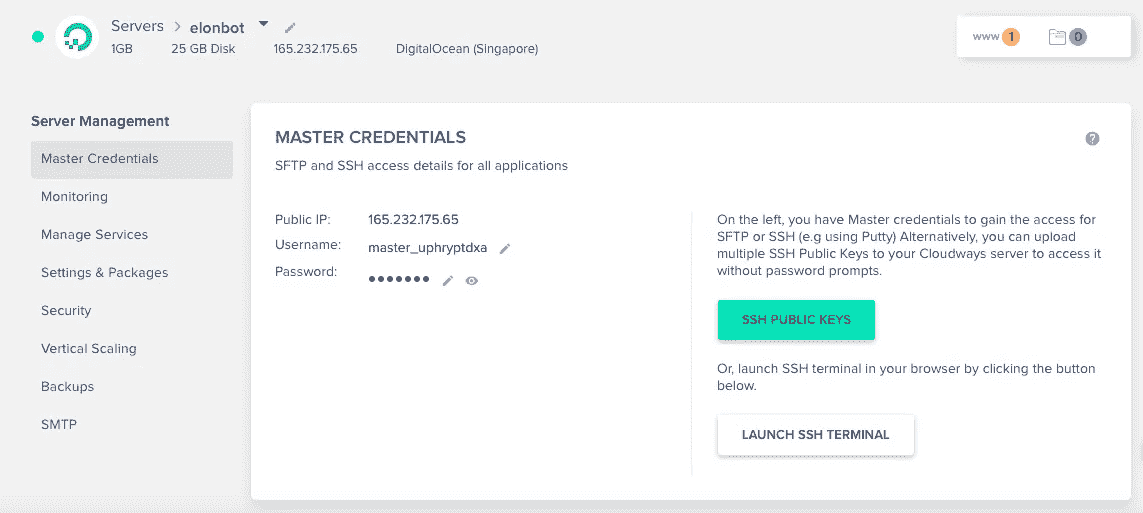 Servers > elonbot
1GB 25 GB Disk 165.232.175.65 DigitalOcean (Singapore)
www 1 0
Server Management
Master Credentials
Monitoring
Manage Services
Settings & Packages
Security
Vertical Scaling
Backups
SMTP
MASTER CREDENTIALS
?
SFTP and SSH access details for all applications
Public IP: 165.232.175.65
Username: master_uphryptdxa
Password: •••••••
On the left, you have Master credentials to gain the access for
SFTP or SSH (e.g using Putty) Alternatively, you can upload
multiple SSH Public Keys to your Cloudways server to access it
without password prompts.
SSH PUBLIC KEYS
Or, launch SSH terminal in your browser by clicking the button
below.
LAUNCH SSH TERMINAL